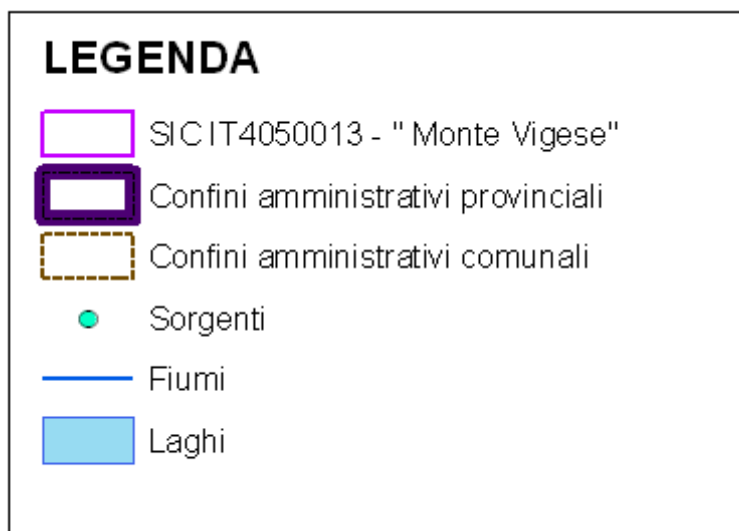 LEGENDA
SIC IT4050013 - " Monte Vigese"
Confini amministrativi provinciali
Confini amministrativi comunali
Sorgenti
Fiumi
Laghi